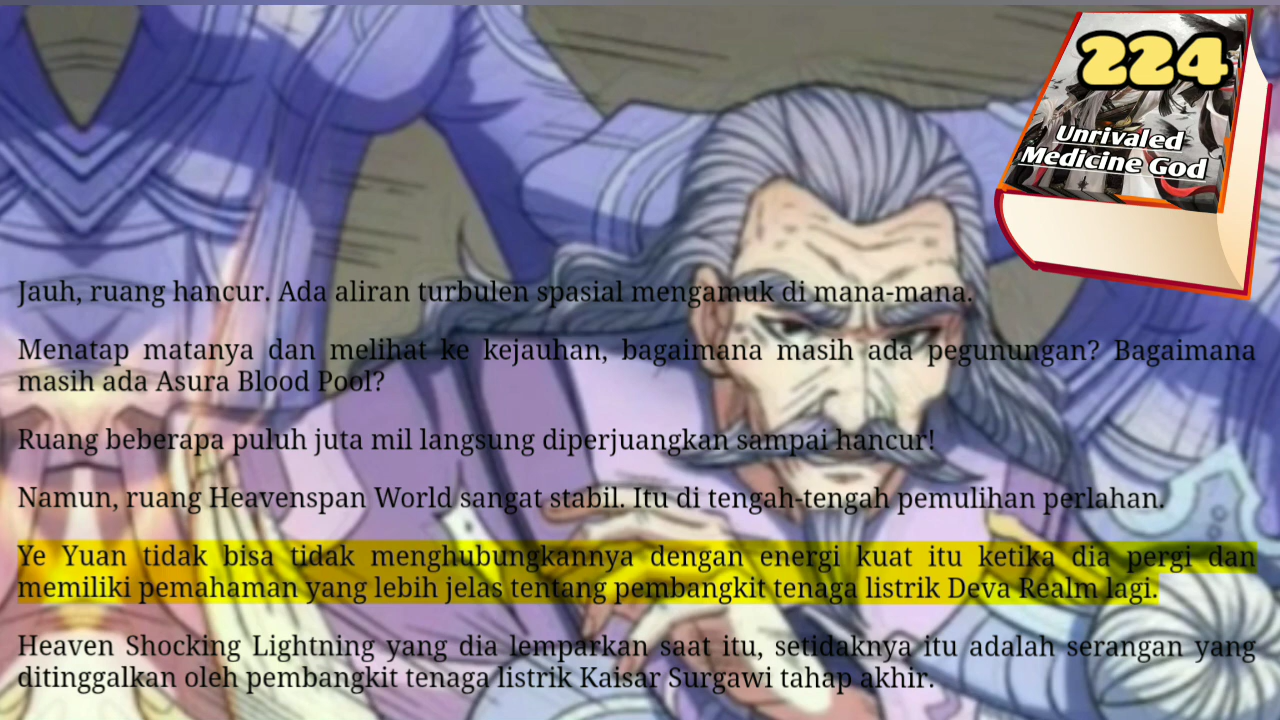 224
Unrivaled
Medicine God
Jauh, ruang hancur. Ada aliran turbulen spasial mengamuk di mana-mana.
Menatap matanya dan melihat ke kejauhan, bagaimana masih ada pegunungan? Bagaimana
masih ada Asura Blood Pool?
Ruang beberapa puluh juta mil langsung diperjuangkan sampai hancur!
Namun, ruang Heavenspan World sangat stabil. Itu di tengah-tengah pemulihan perlahan.
Ye Yuan tidak bisa tidak menghubungkannya dengan energi kuat itu ketika dia pergi dan
memiliki pemahaman yang lebih jelas tentang pembangkit tenaga listrik Deva Realm lagi.
Heaven Shocking Lightning yang dia lemparkan saat itu, setidaknya itu adalah serangan yang
ditinggalkan oleh pembangkit tenaga listrik Kaisar Surgawi tahap akhir.